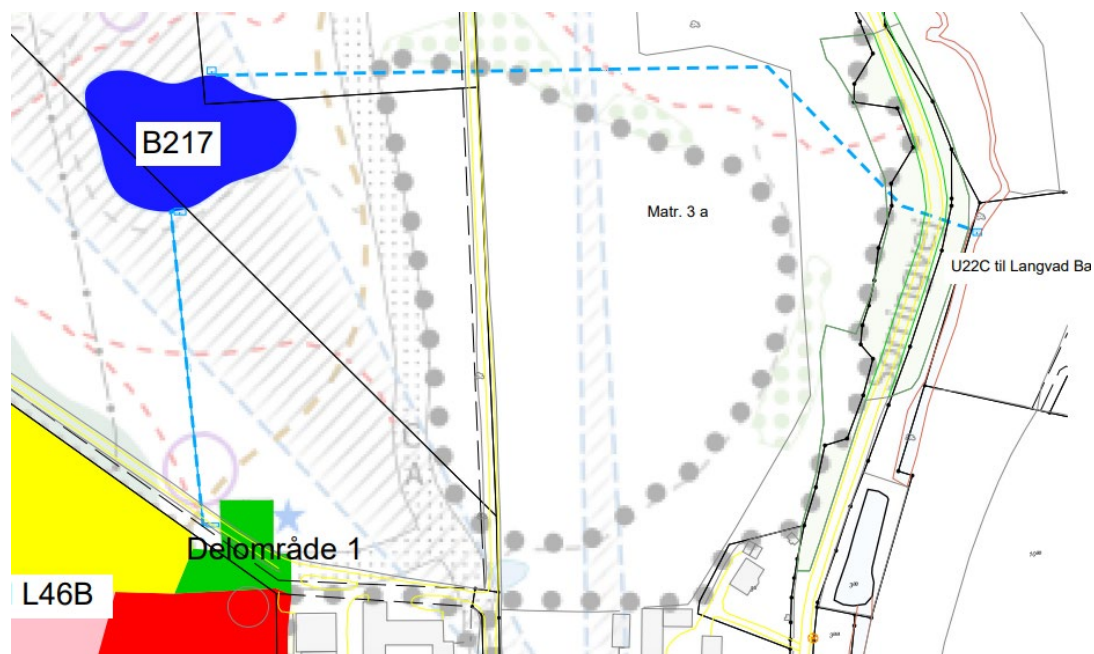 B217
Matr. 3 a
U22C til Langvad Ba
C
A
Delområde 1
L46B